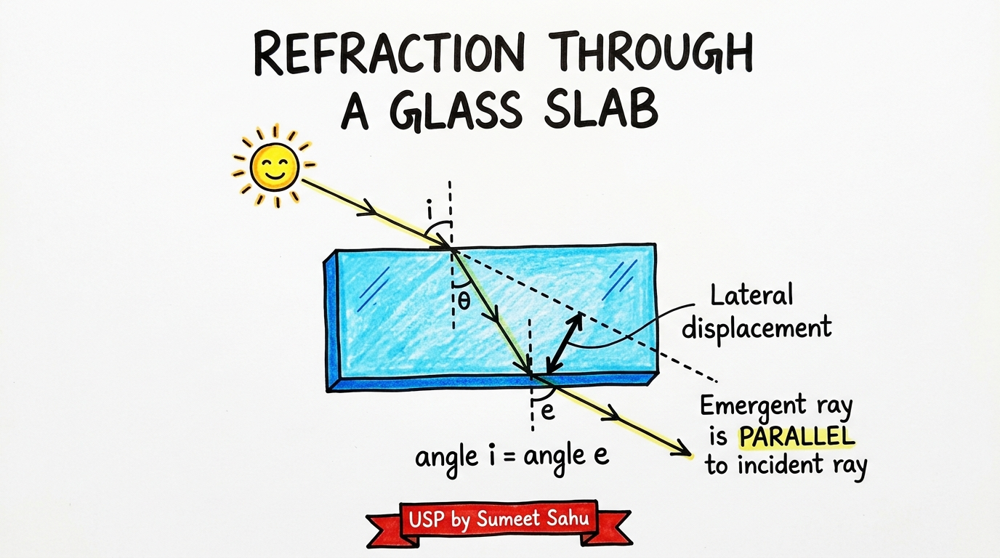 REFRACTION THROUGH
A GLASS SLAB
i
θ
Lateral
displacement
e
Emergent ray
is PARALLEL
to incident ray
angle i = angle e
USP by Sumeet Sahu